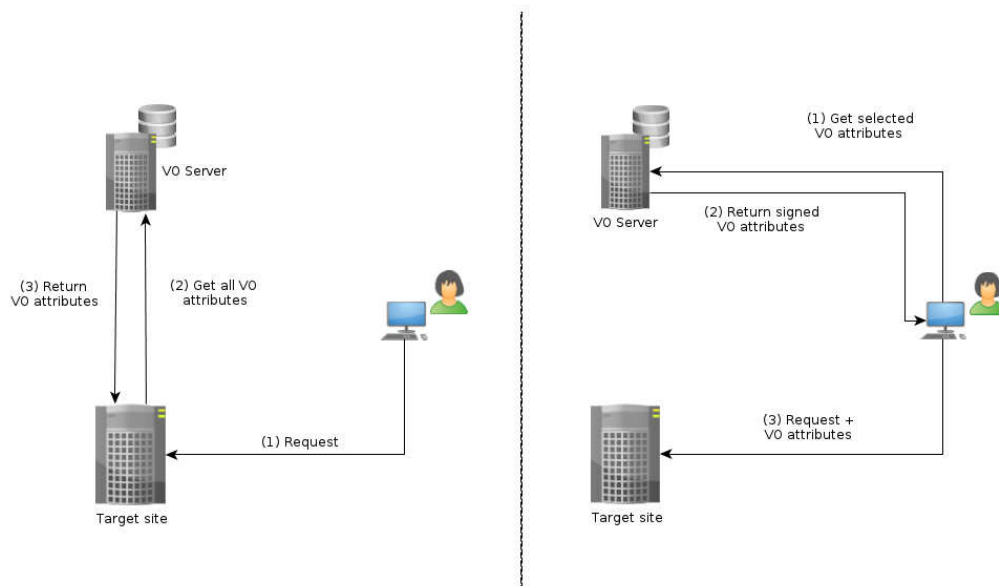 VO Server
(3) Return
VO attributes
(2) Get all VO
attributes
(1) Request
Target site
(1) Get selected
VO attributes
VO Server
(2) Return signed
VO attributes
(3) Request +
VO attributes
Target site